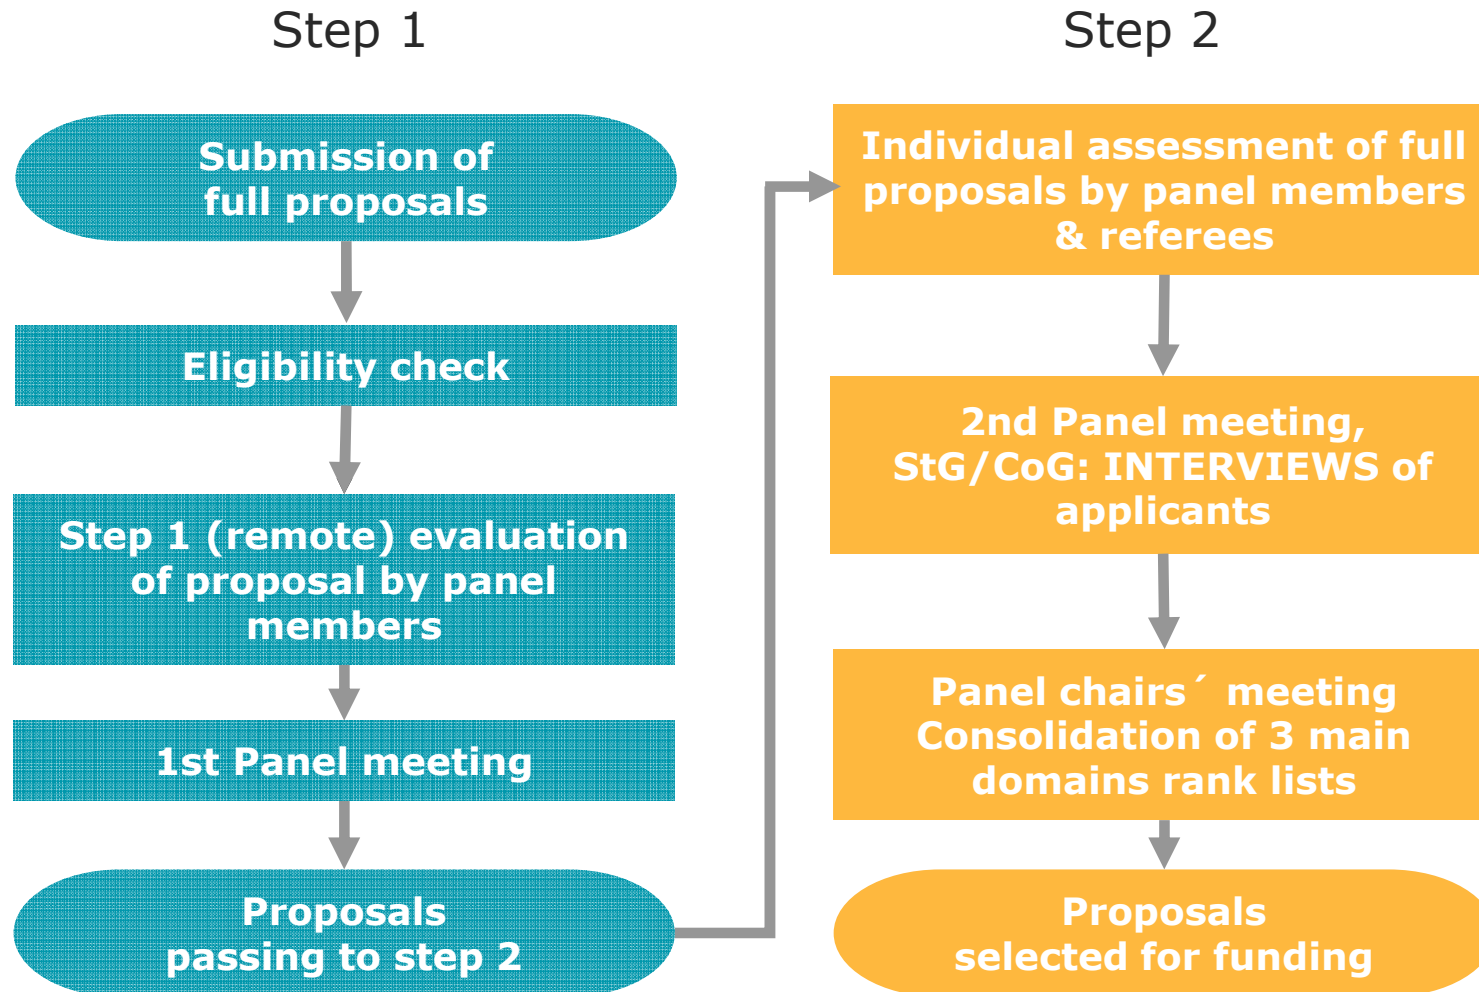 Step 1
Submission of
full proposals
Eligibility check
Step 1 (remote) evaluation
of proposal by panel
members
1st Panel meeting
Proposals
passing to step 2
Step 2
Individual assessment of full
proposals by panel members
& referees
2nd Panel meeting,
StG/CoG: INTERVIEWS of
applicants
Panel chairs´ meeting
Consolidation of 3 main
domains rank lists
Proposals
selected for funding